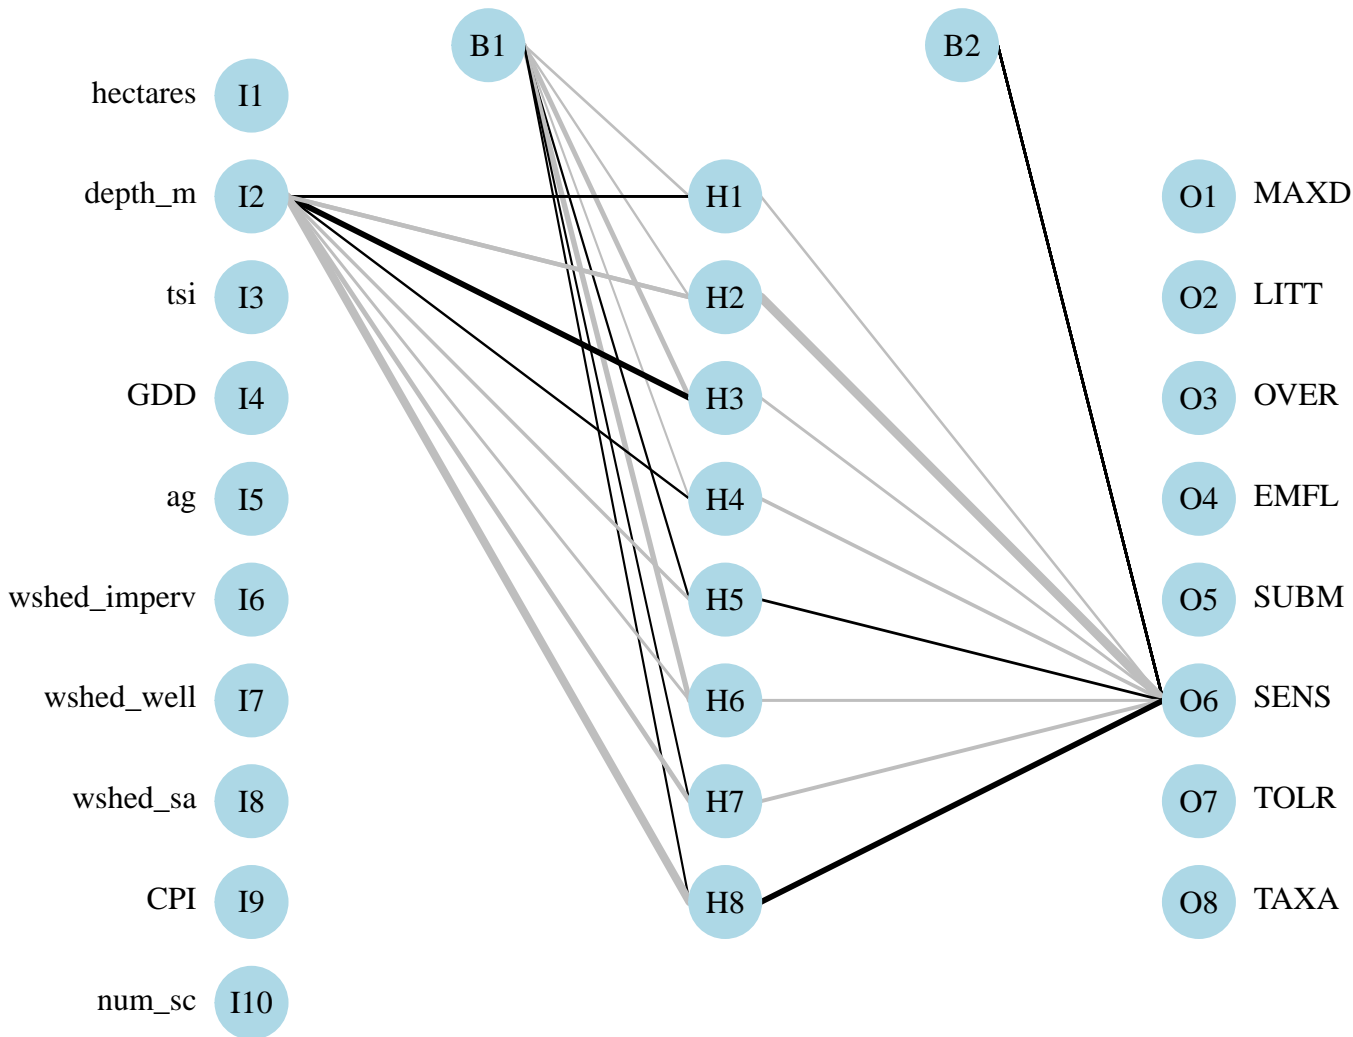 B1 B2
hectares I1
depth_m I2 H1 O1 MAXD
tsi I3 H2 O2 LITT
GDD I4 H3 O3 OVER
ag I5 H4 O4 EMFL
wshed_imperv I6 H5 O5 SUBM
wshed_well I7 H6 O6 SENS
wshed_sa I8 H7 O7 TOLR
CPI I9 H8 O8 TAXA
num_sc I10